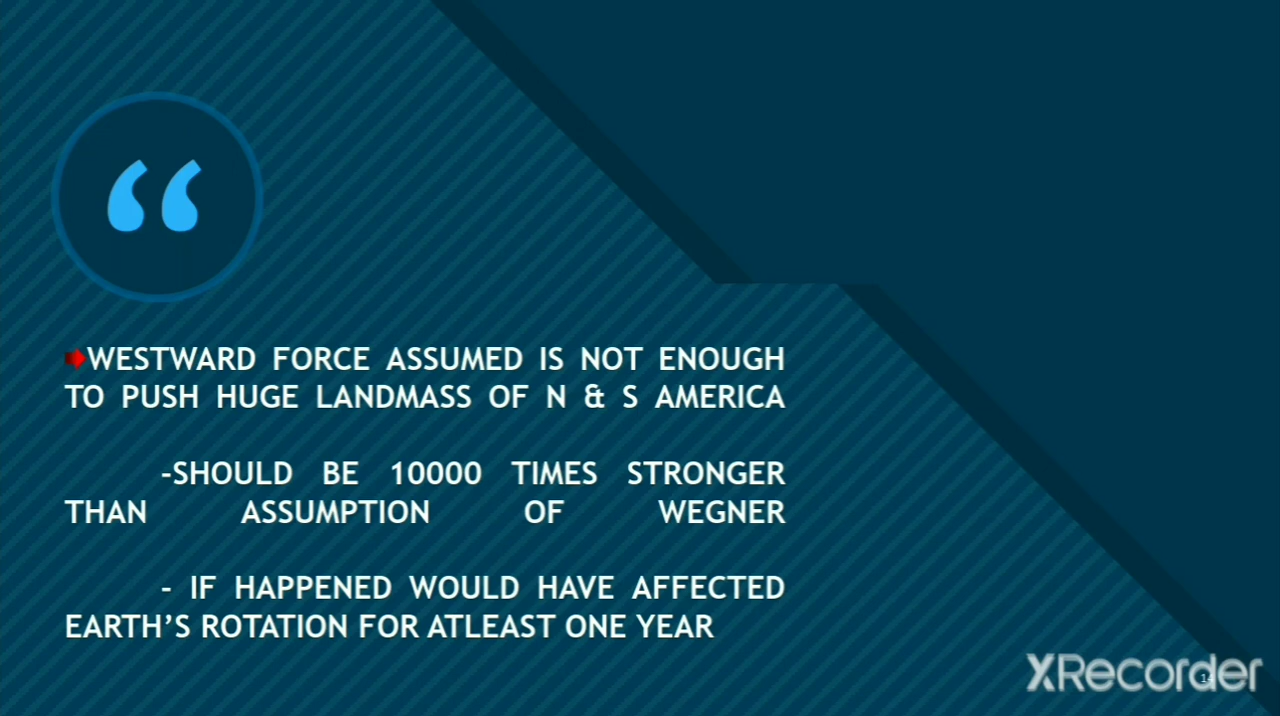 “
WESTWARD FORCE ASSUMED IS NOT ENOUGH
TO PUSH HUGE LANDMASS OF N & S AMERICA
-SHOULD BE 10000 TIMES STRONGER
THAN ASSUMPTION OF WEGNER
- IF HAPPENED WOULD HAVE AFFECTED
EARTH’S ROTATION FOR ATLEAST ONE YEAR
XRecorder